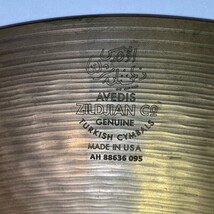 AVEDIS
ZILDJIAN Co
GENUINE
TURKISH CYMBALS
MADE IN USA
AH 88636 095